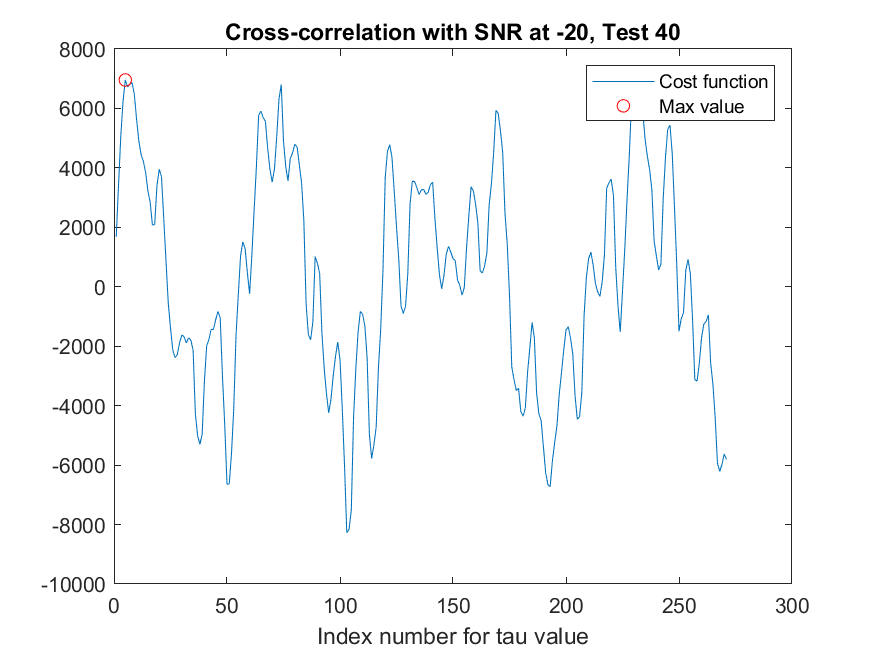 Cross-correlation with SNR at -20, Test 40
8000
6000
4000
2000
0
-2000
-4000
-6000
-8000
-10000
Cost function
Max value
0 50 100 150 200 250 300
Index number for tau value